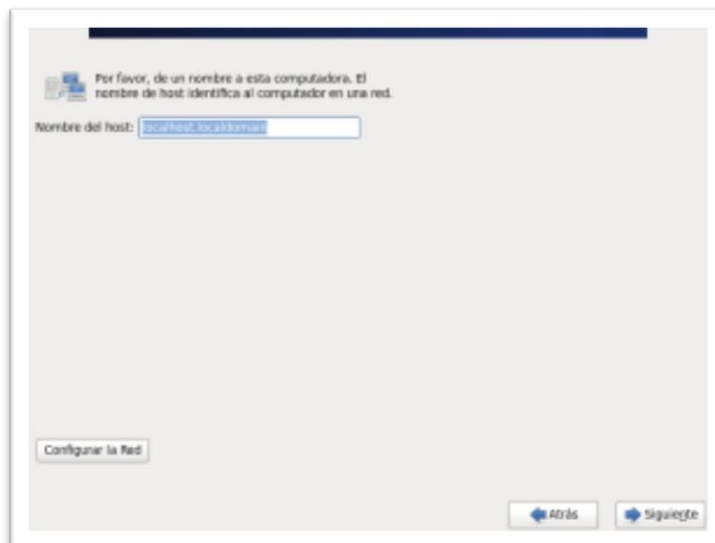 Por favor, de un nombre a esta computadora. El
nombre de host identifica al computador en una red.
Nombre del host: localhost.localdomain
Configurar la Red
Atrás
Siguiente